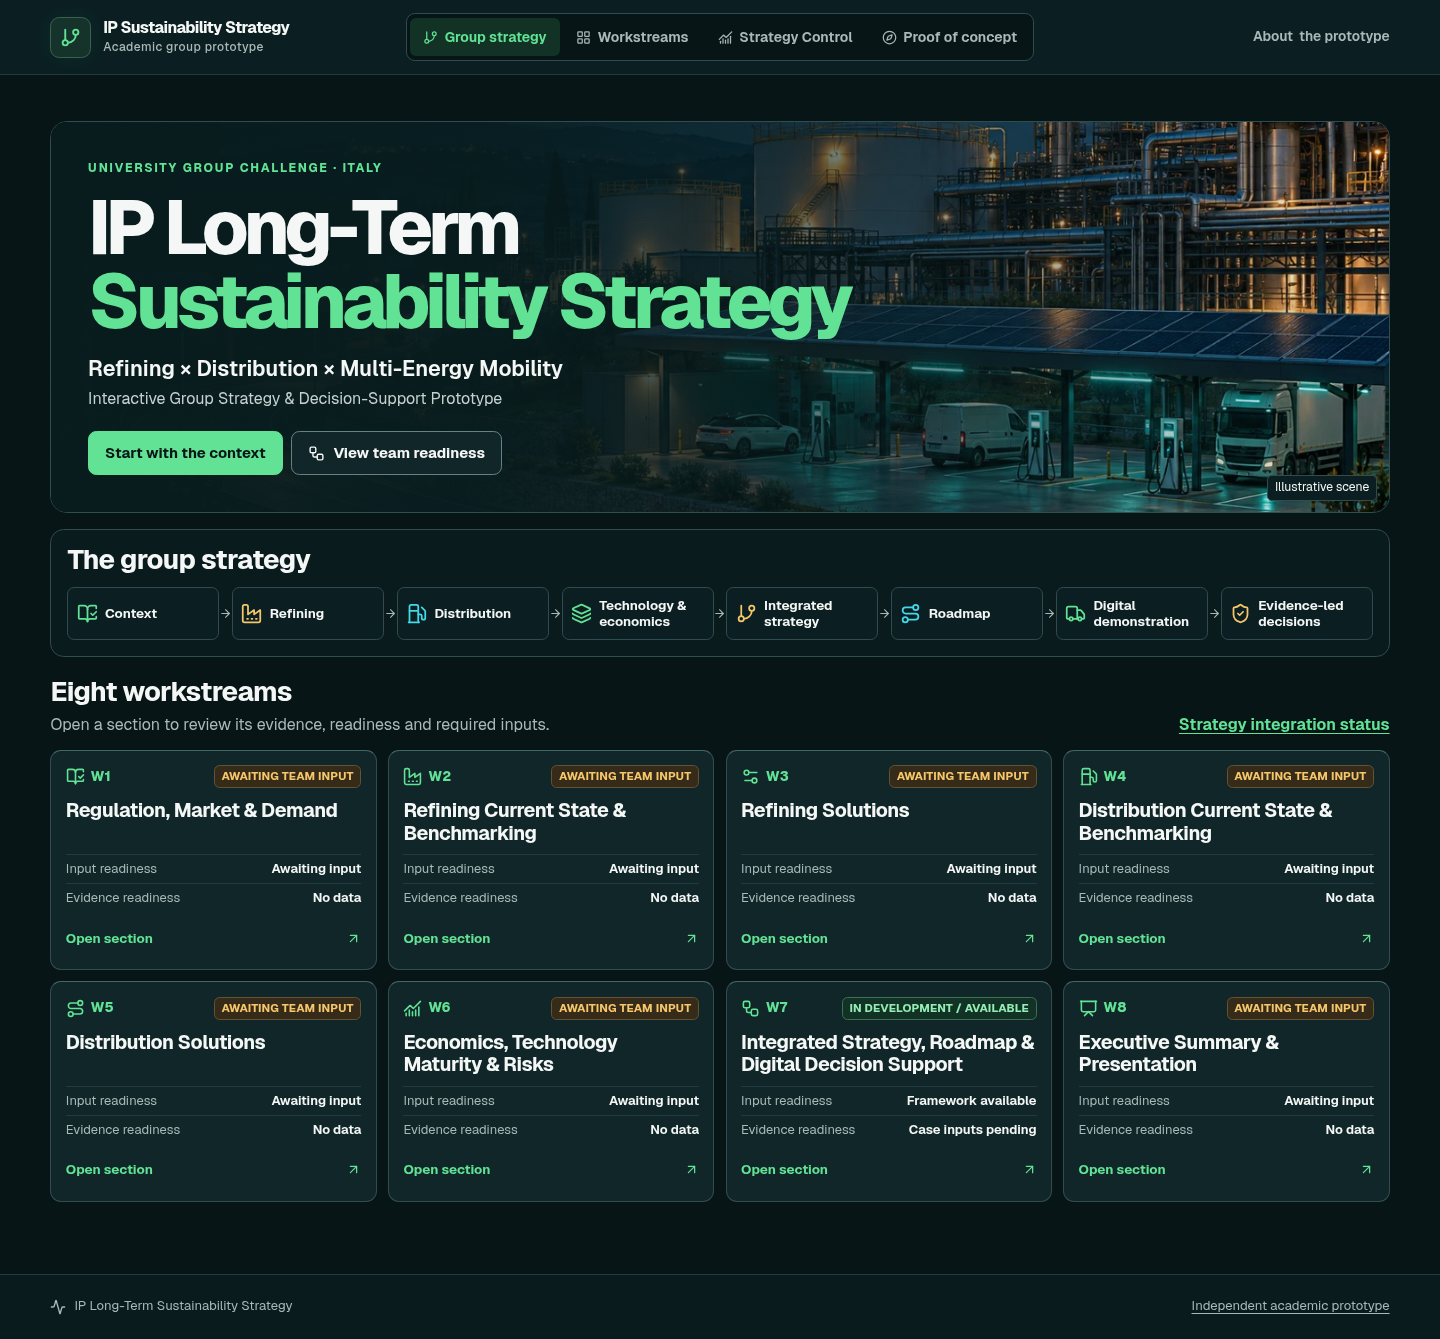 IP Sustainability Strategy
Academic group prototype
Group strategy
Workstreams
Strategy Control
Proof of concept
About the prototype
UNIVERSITY GROUP CHALLENGE · ITALY
IP Long-Term
Sustainability Strategy
Refining × Distribution × Multi-Energy Mobility
Interactive Group Strategy & Decision-Support Prototype
Start with the context
View team readiness
Illustrative scene
The group strategy
Context
Refining
Distribution
Technology &
economics
Integrated
strategy
Roadmap
Digital
demonstration
Evidence-led
decisions
Eight workstreams
Open a section to review its evidence, readiness and required inputs.
Strategy integration status
W1
AWAITING TEAM INPUT
Regulation, Market & Demand
Input readiness
Awaiting input
Evidence readiness
No data
Open section
W2
AWAITING TEAM INPUT
Refining Current State &
Benchmarking
Input readiness
Awaiting input
Evidence readiness
No data
Open section
W3
AWAITING TEAM INPUT
Refining Solutions
Input readiness
Awaiting input
Evidence readiness
No data
Open section
W4
AWAITING TEAM INPUT
Distribution Current State &
Benchmarking
Input readiness
Awaiting input
Evidence readiness
No data
Open section
W5
AWAITING TEAM INPUT
Distribution Solutions
Input readiness
Awaiting input
Evidence readiness
No data
Open section
W6
AWAITING TEAM INPUT
Economics, Technology
Maturity & Risks
Input readiness
Awaiting input
Evidence readiness
No data
Open section
W7
IN DEVELOPMENT / AVAILABLE
Integrated Strategy, Roadmap &
Digital Decision Support
Input readiness
Framework available
Evidence readiness
Case inputs pending
Open section
W8
AWAITING TEAM INPUT
Executive Summary &
Presentation
Input readiness
Awaiting input
Evidence readiness
No data
Open section
IP Long-Term Sustainability Strategy
Independent academic prototype